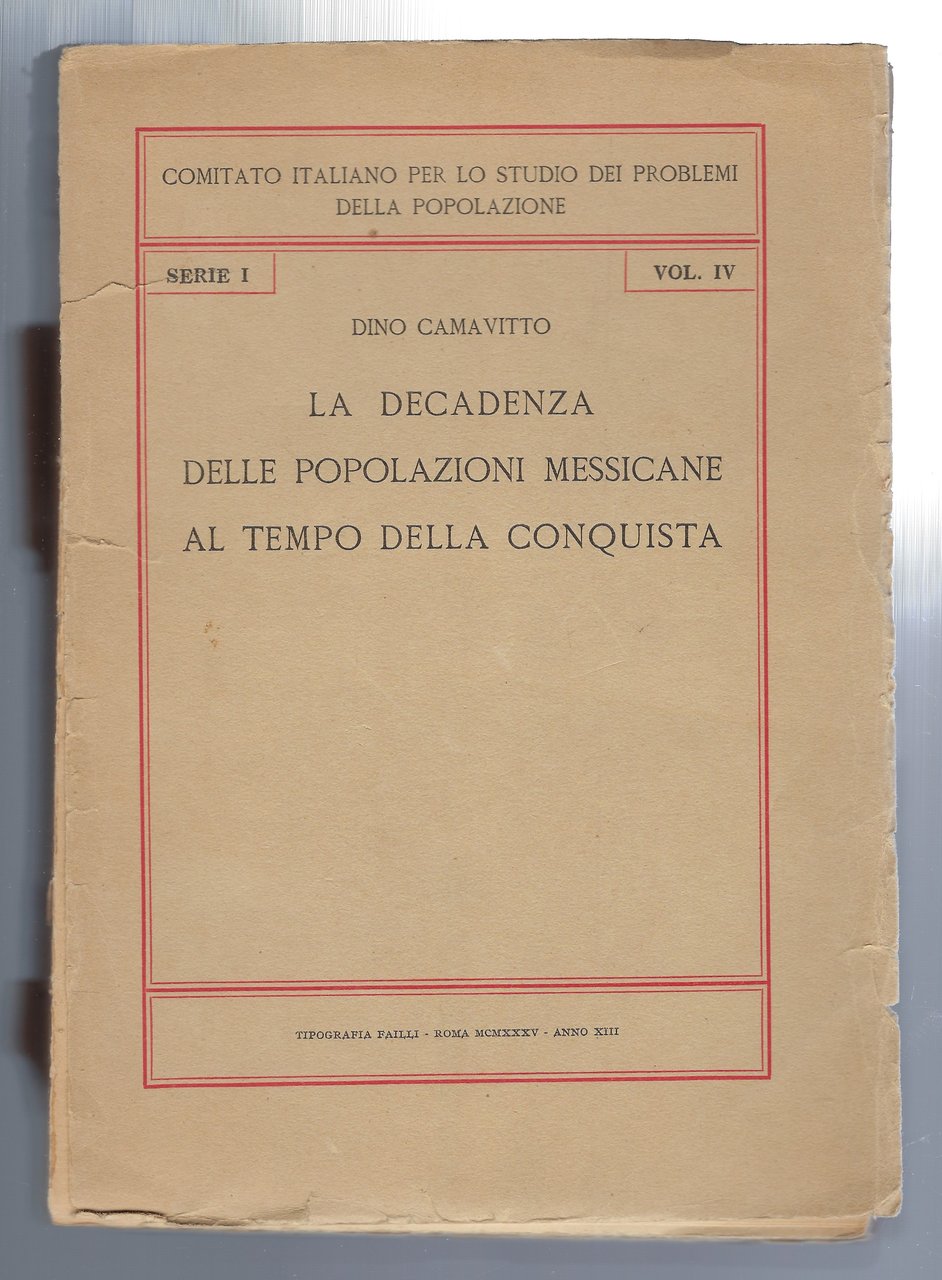 COMITATO ITALIANO PER LO STUDIO DEI PROBLEMI
DELLA POPOLAZIONE
SERIE I
VOL. IV
DINO CAMAVITTO
LA DECADENZA
DELLE POPOLAZIONI MESSICANE
AL TEMPO DELLA CONQUISTA
TIPOGRAFIA FAILLI - ROMA MCMXXXV - ANNO XIII